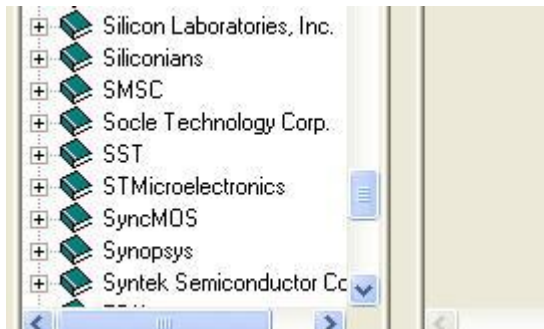 Silicon Laboratories, Inc.
Siliconians
SMSC
Socle Technology Corp.
SST
STMicroelectronics
SyncMOS
Synopsys
Syntek Semiconductor Co